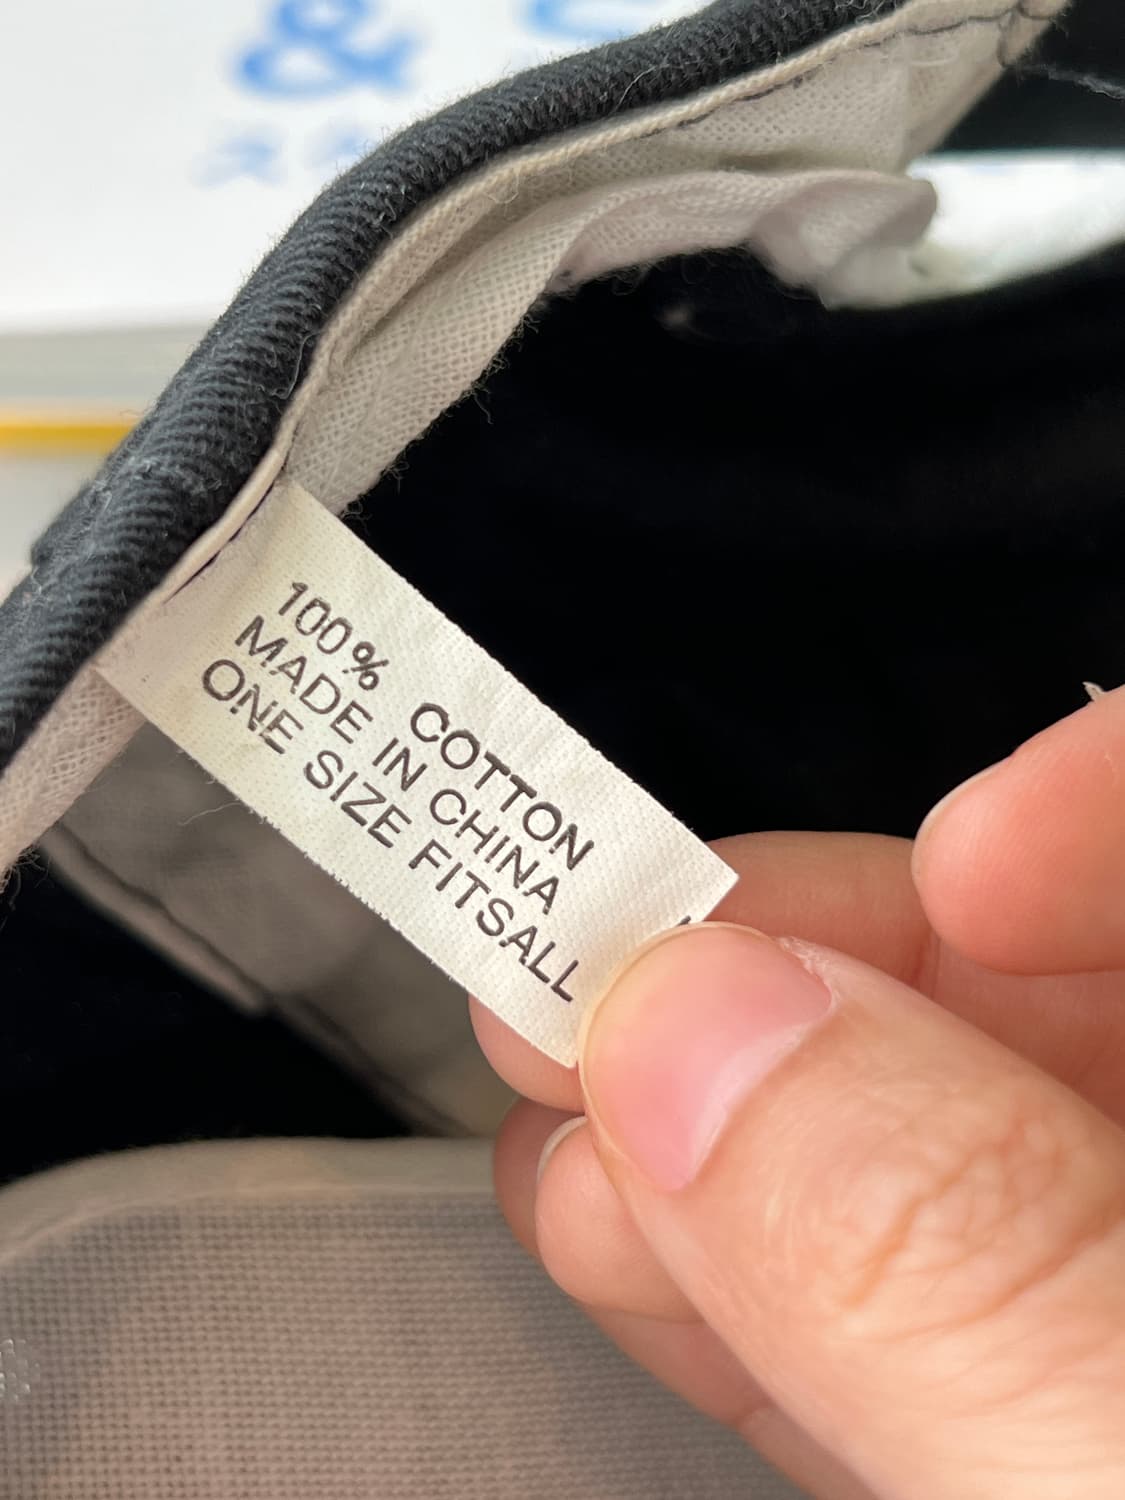 &
100% COTTON
MADE IN CHINA
ONE SIZE FITSALL